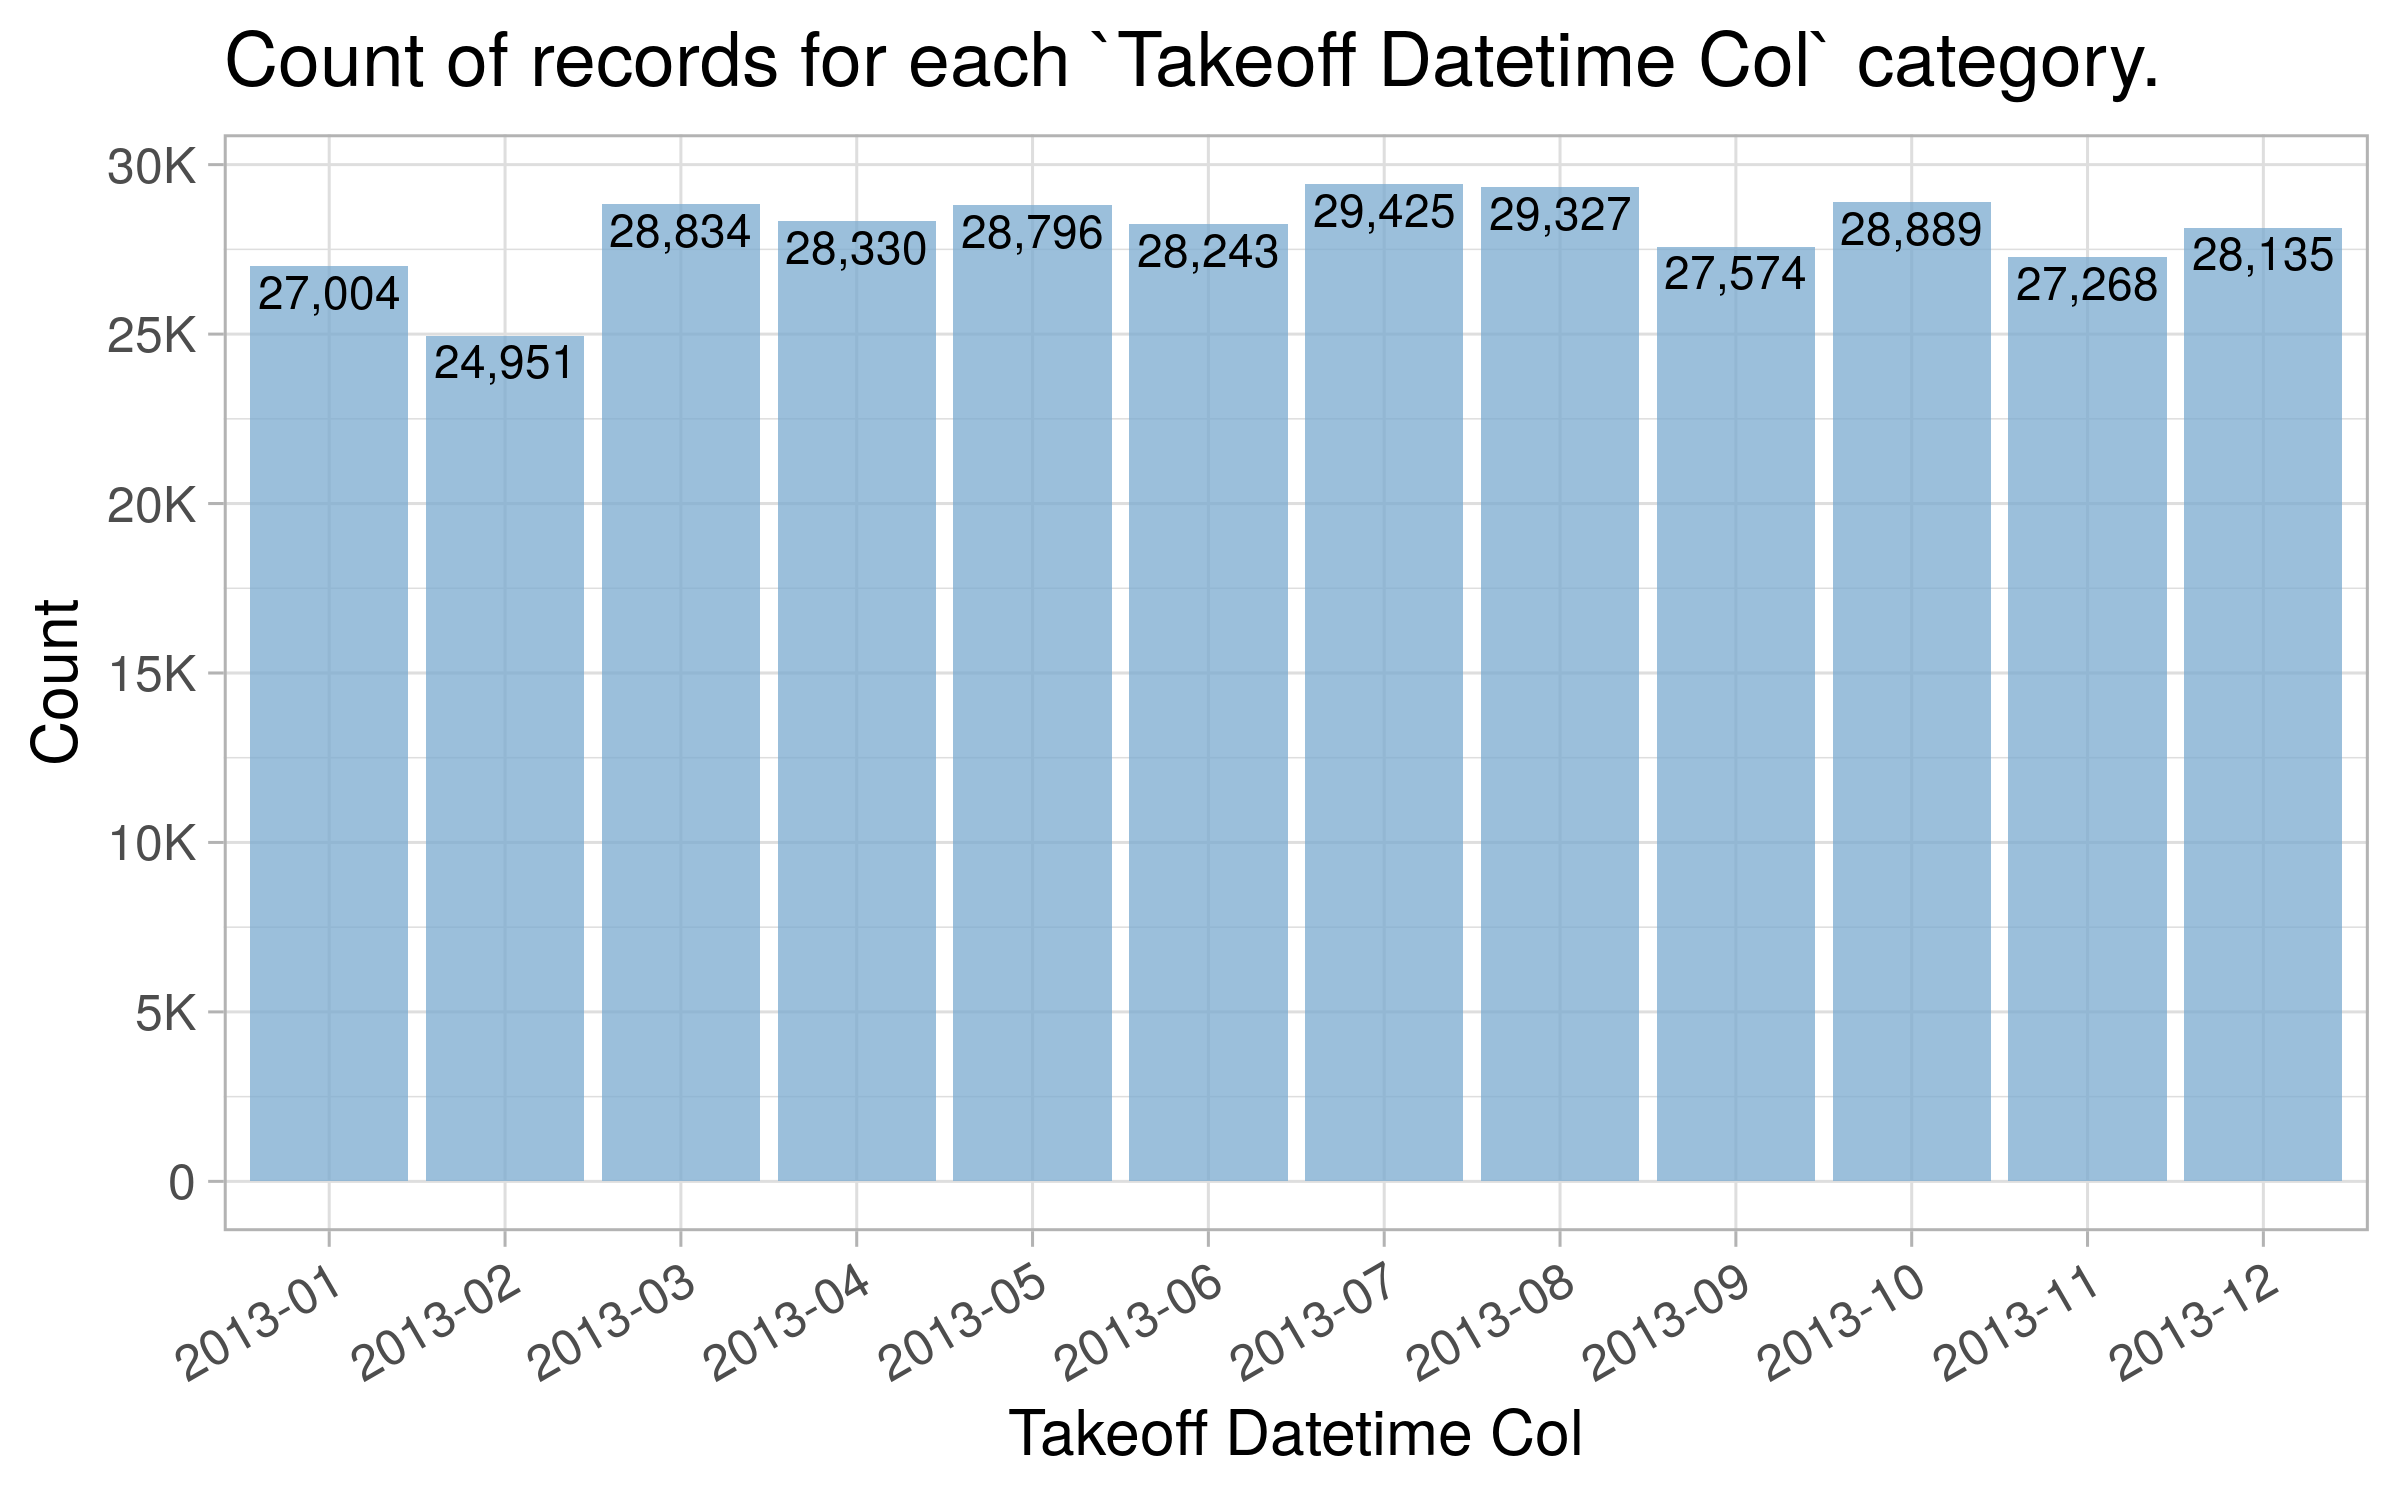 Count of records for each `Takeoff Datetime Col` category.
Count
30K
25K
20K
15K
10K
5K
0
27,004
24,951
28,834
28,330
28,796
28,243
29,425
29,327
27,574
28,889
27,268
28,135
2013-01
2013-02
2013-03
2013-04
2013-05
2013-06
2013-07
2013-08
2013-09
2013-10
2013-11
2013-12
Takeoff Datetime Col